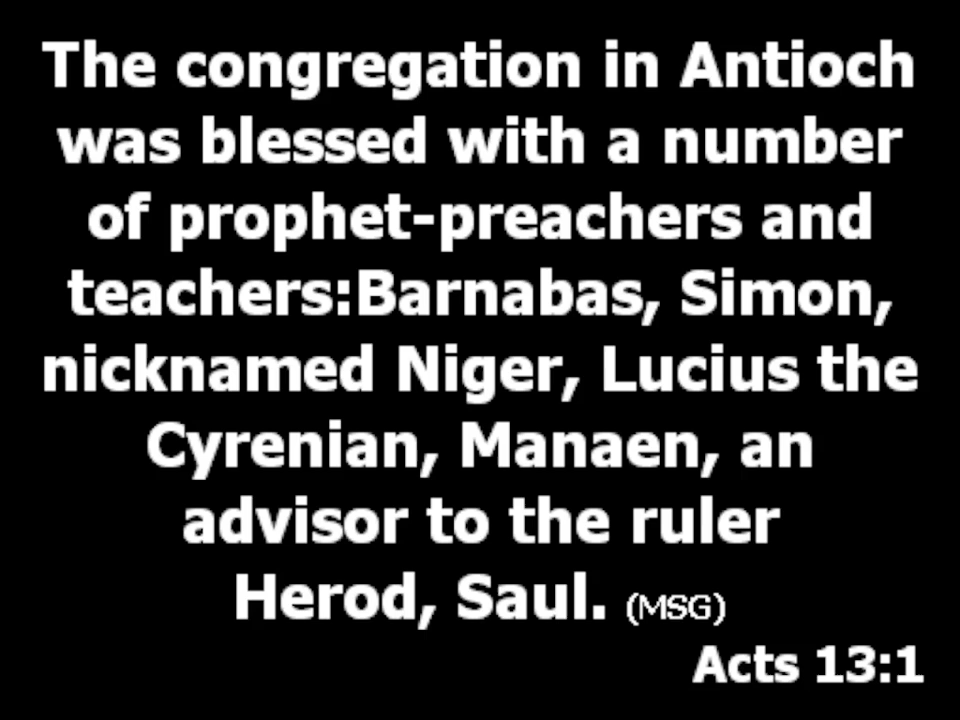 The congregation in Antioch
was blessed with a number
of prophet-preachers and
teachers:Barnabas, Simon,
nicknamed Niger, Lucius the
Cyrenian, Manaen, an
advisor to the ruler
Herod, Saul. (MSG)
Acts 13:1